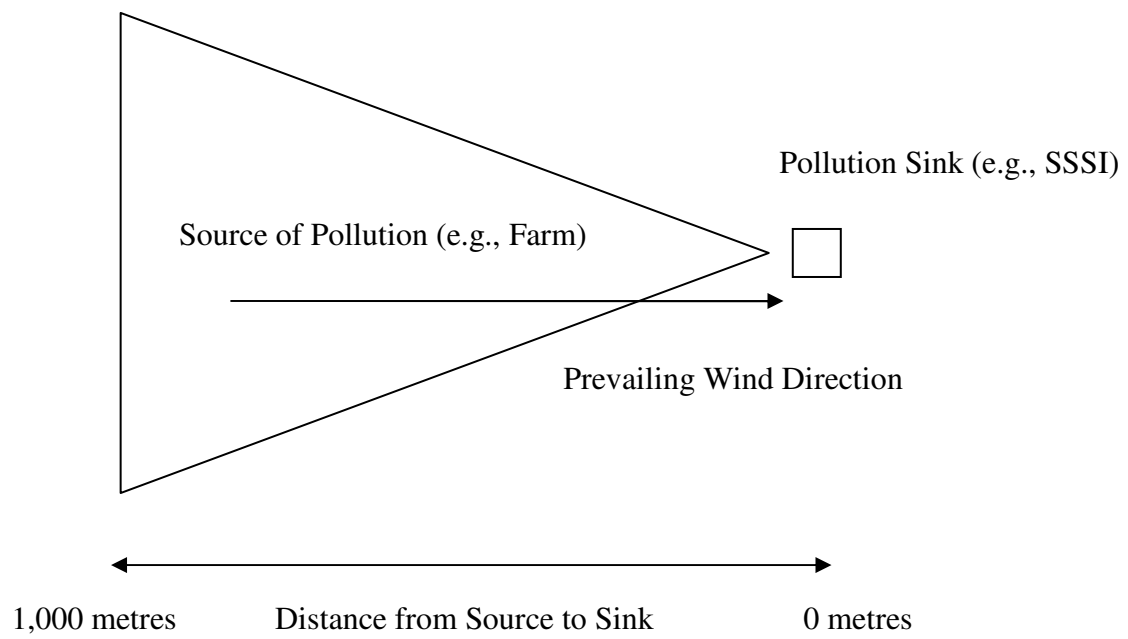 Pollution Sink (e.g., SSSI)
Source of Pollution (e.g., Farm)
Prevailing Wind Direction
1,000 metres Distance from Source to Sink 0 metres